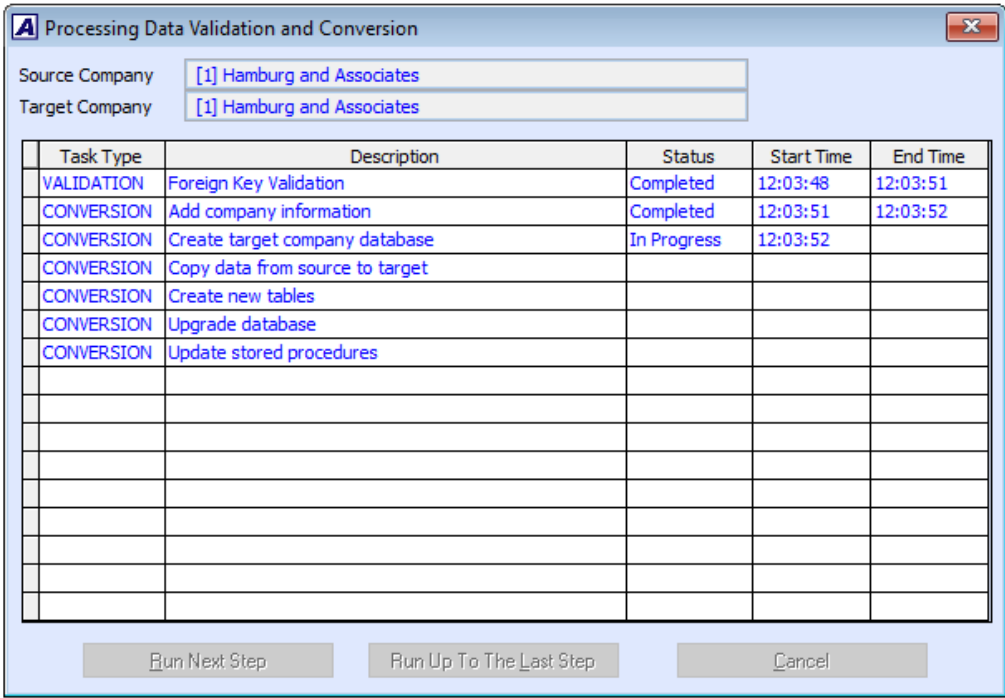 A Processing Data Validation and Conversion
Source Company [1] Hamburg and Associates
Target Company [1] Hamburg and Associates
Task Type Description Status Start Time End Time
VALIDATION Foreign Key Validation Completed 12:03:48 12:03:51
CONVERSION Add company information Completed 12:03:51 12:03:52
CONVERSION Create target company database In Progress 12:03:52
CONVERSION Copy data from source to target
CONVERSION Create new tables
CONVERSION Upgrade database
CONVERSION Update stored procedures
Run Next Step Run Up To The Last Step Cancel